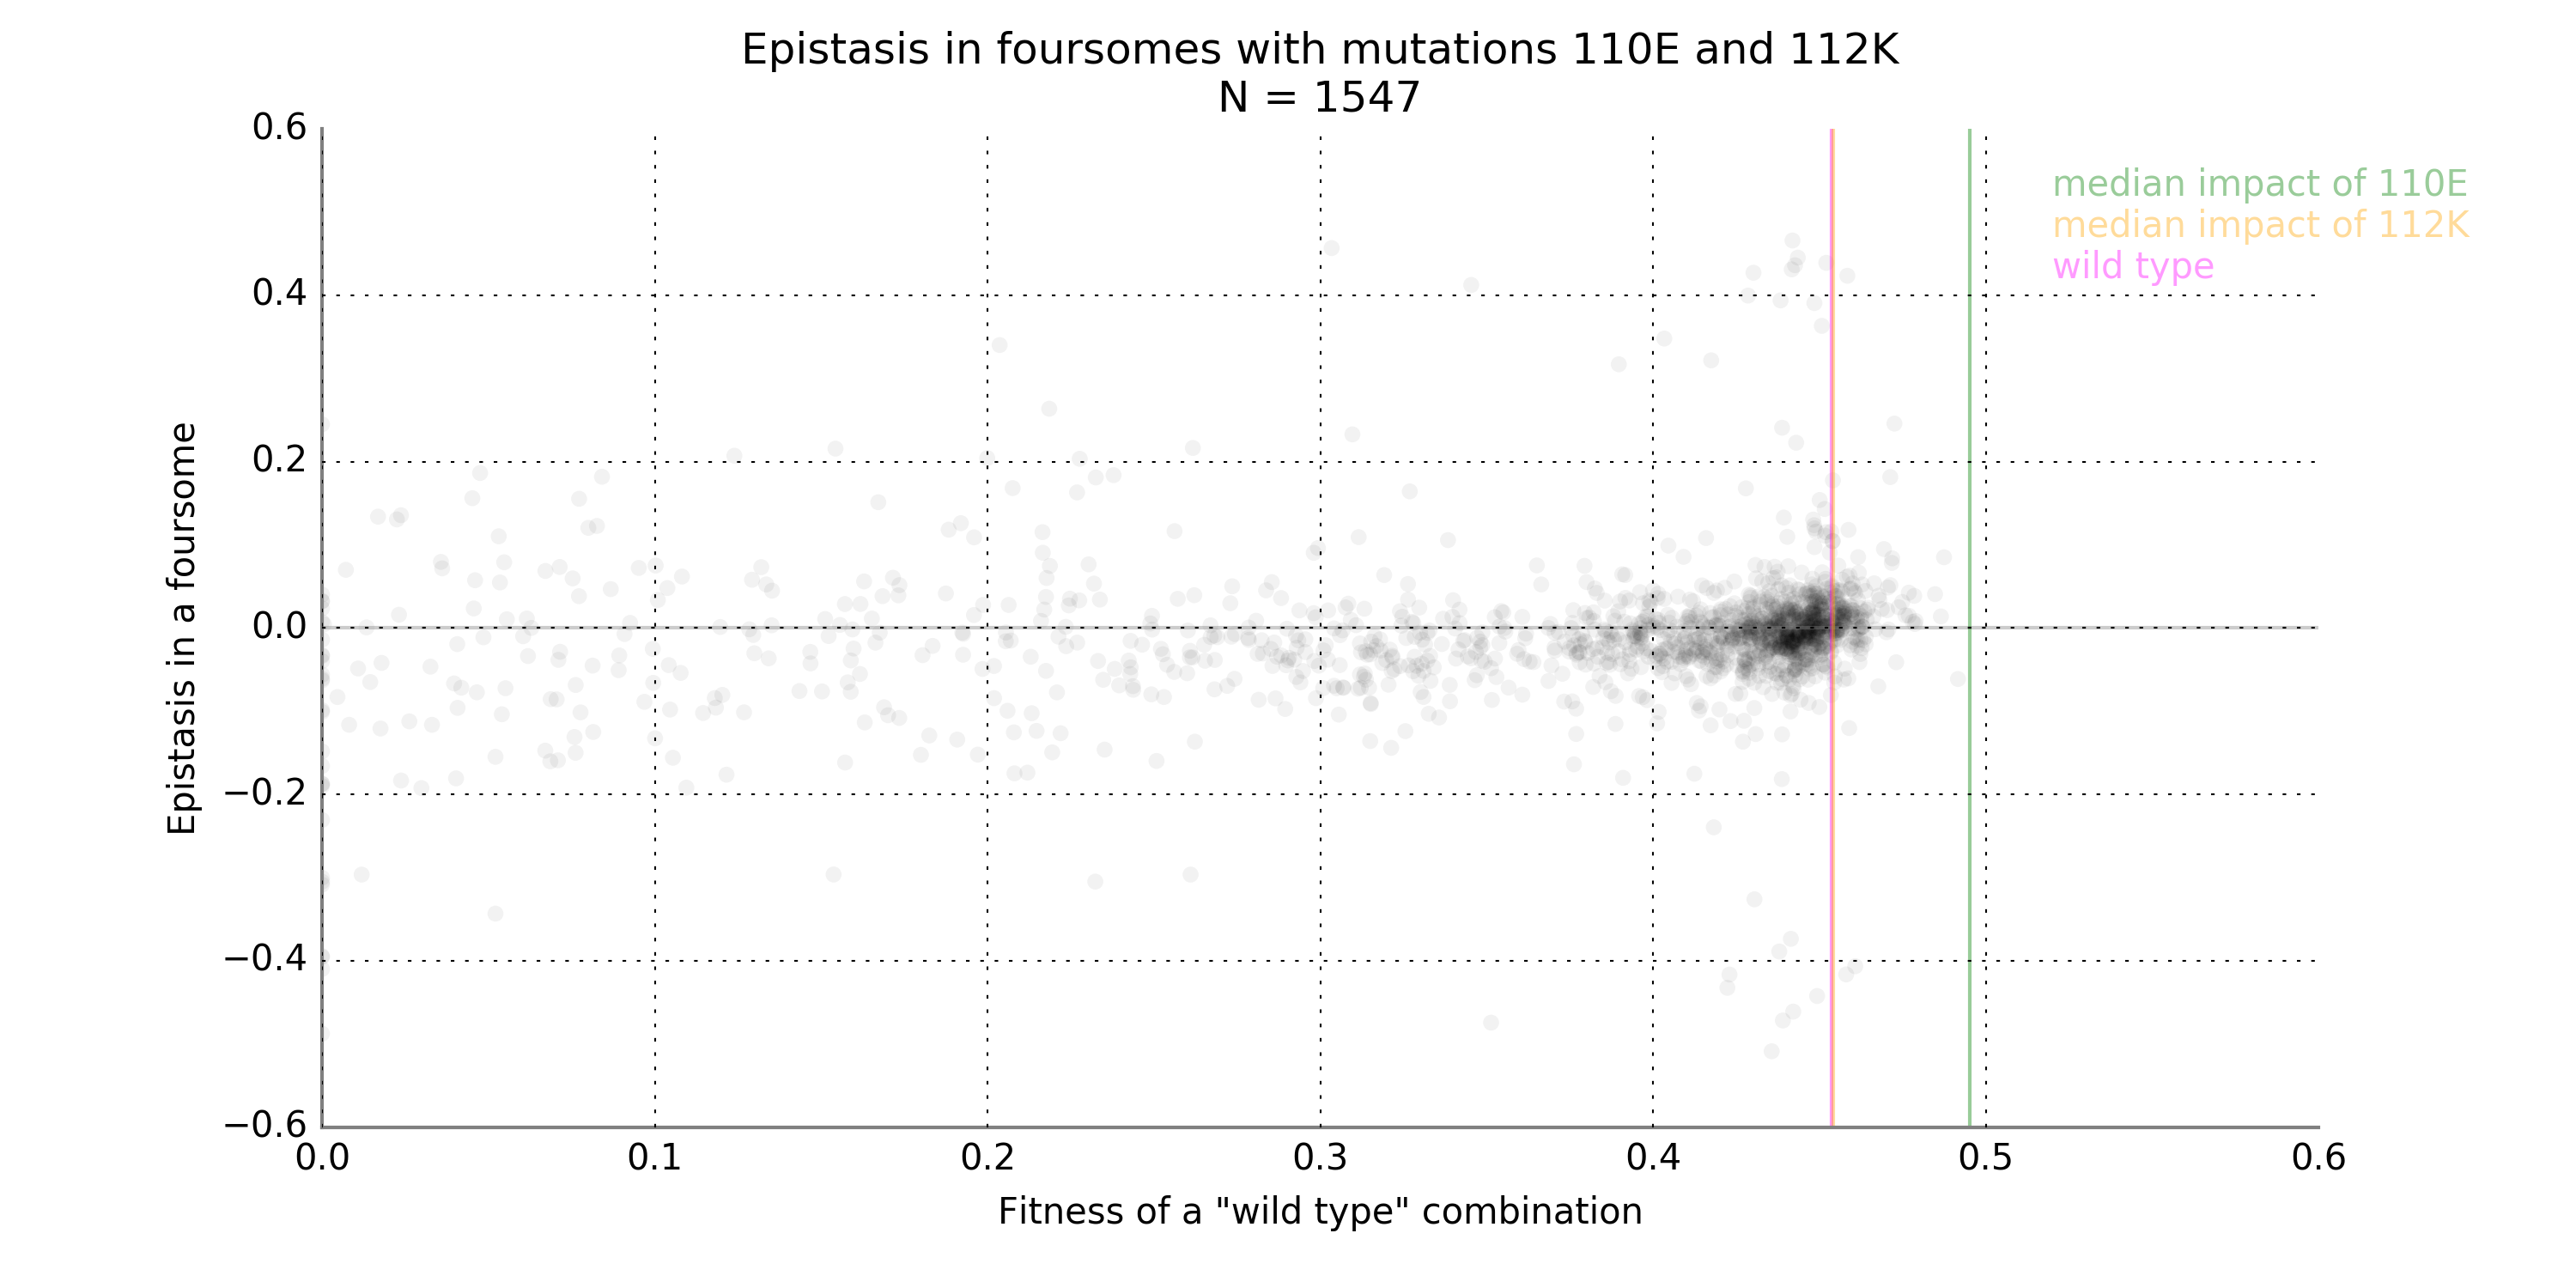 Epistasis in foursomes with mutations 110E and 112K
N = 1547
0.6
0.4
0.2
0.0
−0.2
−0.4
−0.6
Epistasis in a foursome
median impact of 110E
median impact of 112K
wild type
0.0 0.1 0.2 0.3 0.4 0.5 0.6
Fitness of a "wild type" combination